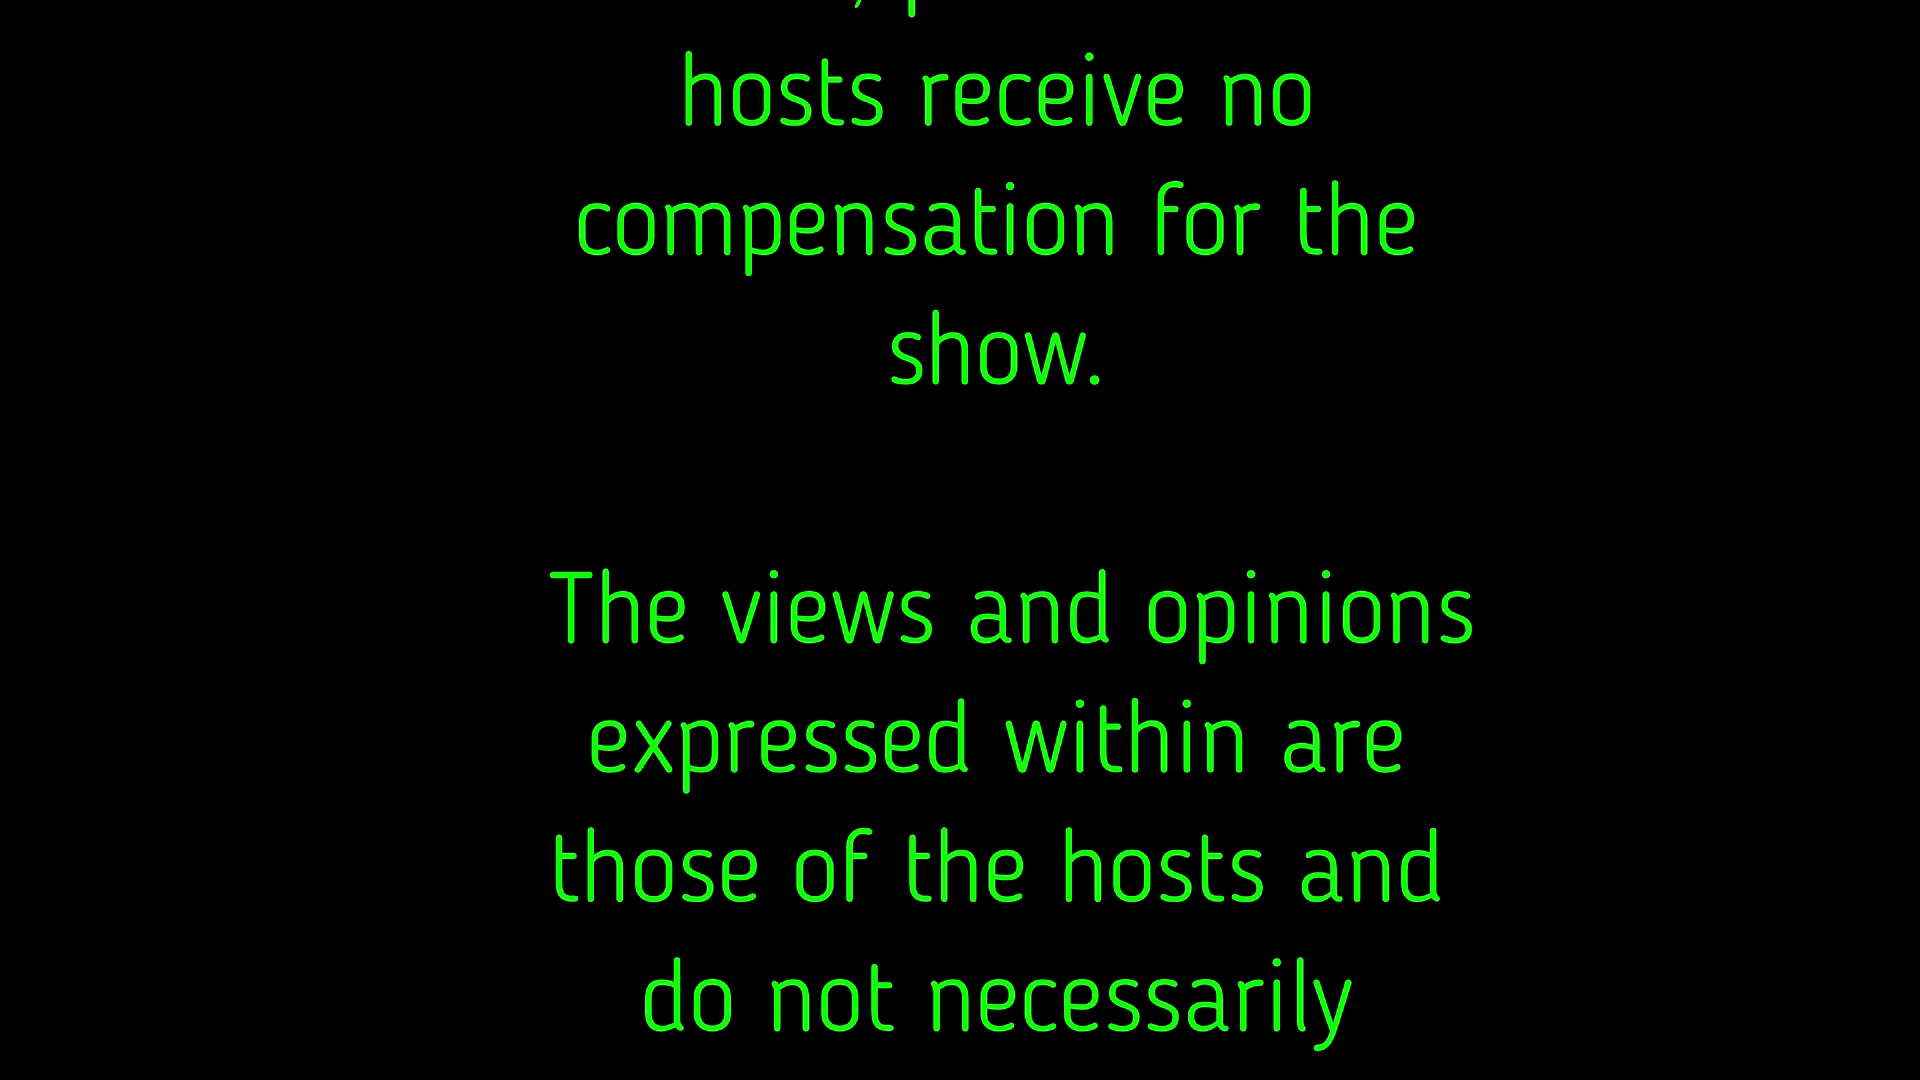 hosts receive no
compensation for the
show.
The views and opinions
expressed within are
those of the hosts and
do not necessarily